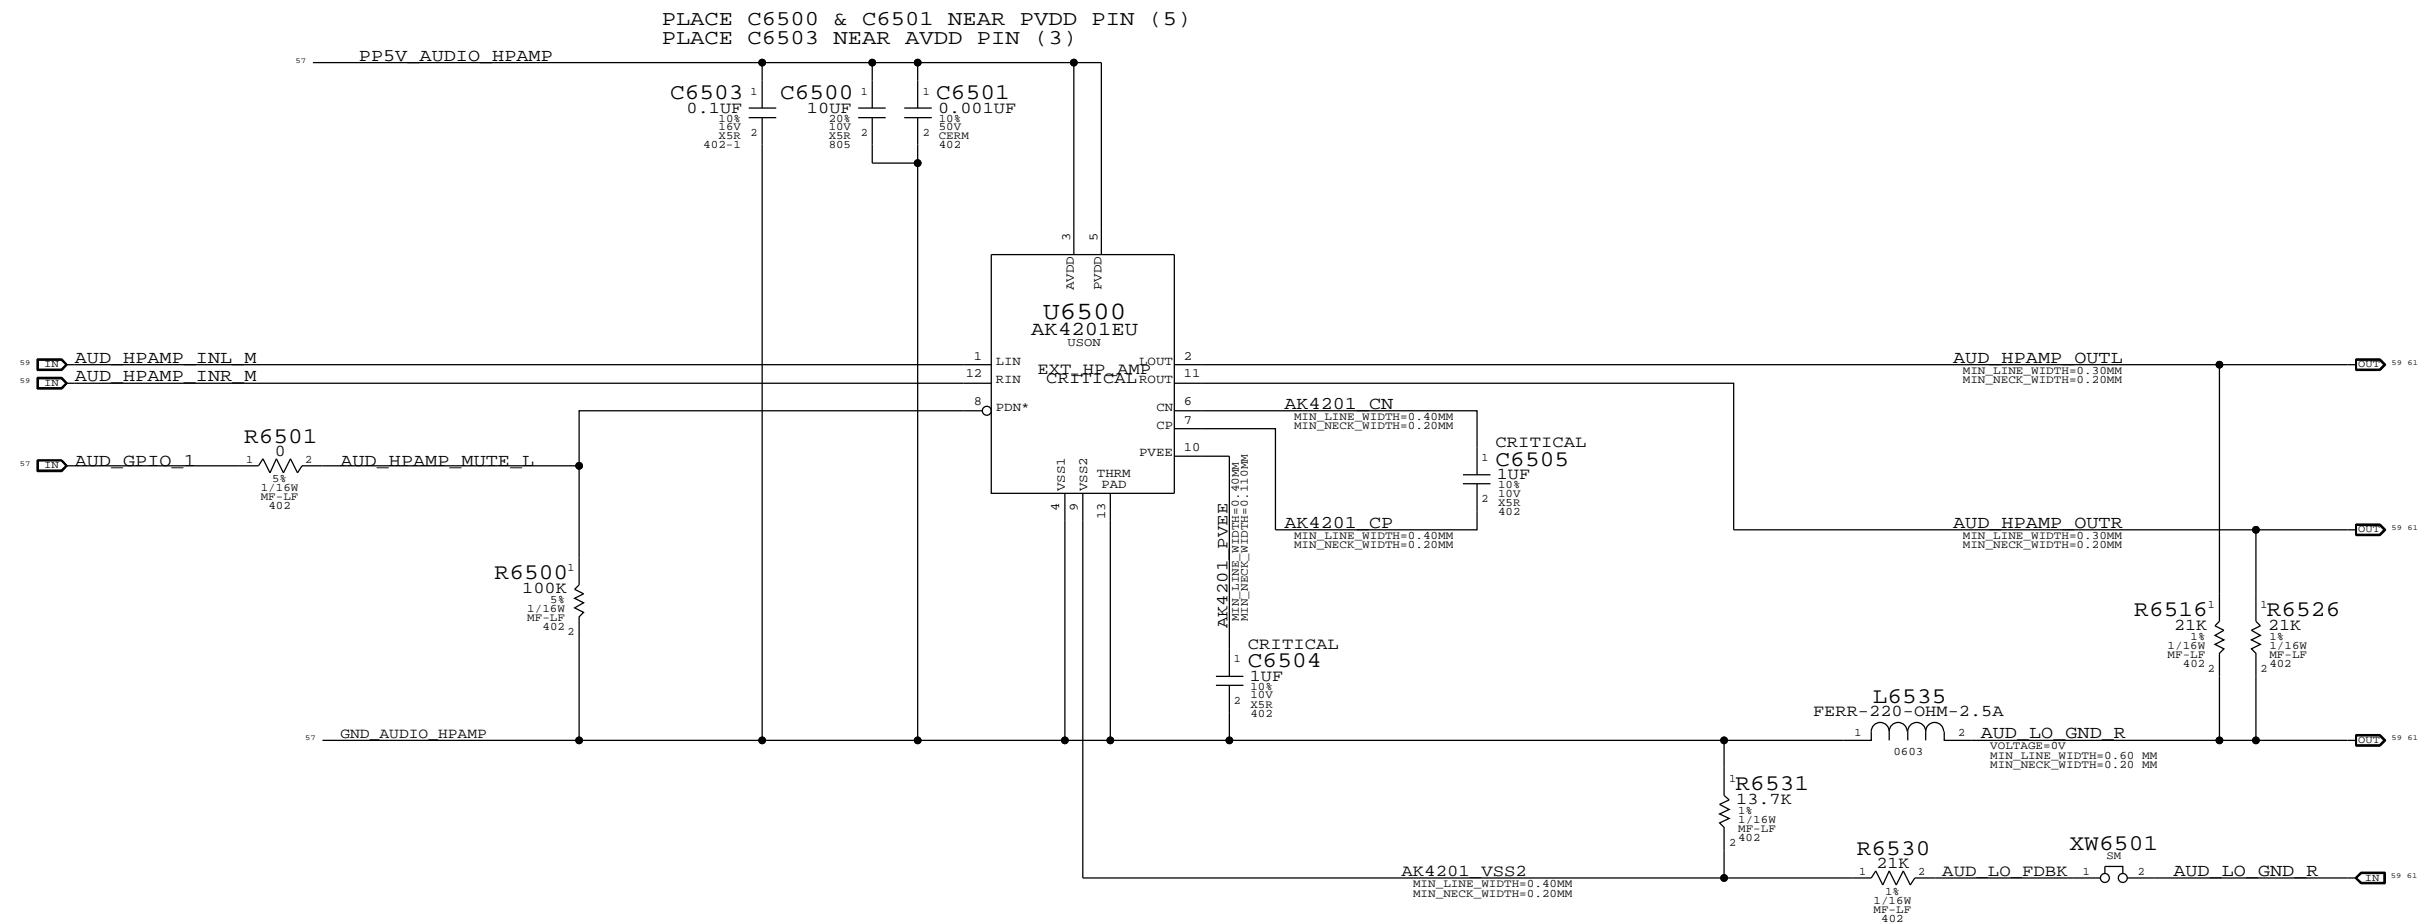 PLACE C6500 & C6501 NEAR PVDD PIN (5)
PLACE C6503 NEAR AVDD PIN (3)
57 PP5V_AUDIO_HPAMP
C6503 1
0.1UF
10%
16V
X5R 2
402-1
C6500 1
10UF
20%
10V
X5R 2
805
1 C6501
0.001UF
10%
50V
2 CERM
402
3 5
AVDD PVDD
U6500
AK4201EU
USON
EXT_HP_AMP
CRITICAL
59 IN AUD_HPAMP_INL_M 1 LIN
59 IN AUD_HPAMP_INR_M 12 RIN
8 PDN*
LOUT 2 AUD_HPAMP_OUTL OUT 59 61
MIN_LINE_WIDTH=0.30MM
MIN_NECK_WIDTH=0.20MM
ROUT 11
CN 6 AK4201_CN
MIN_LINE_WIDTH=0.40MM
MIN_NECK_WIDTH=0.20MM
CP 7
PVEE 10
VSS1 VSS2 THRM
PAD
4 9 13
R6501
57 IN AUD_GPIO_1 1 0 2 AUD_HPAMP_MUTE_L
5%
1/16W
MF-LF
402
CRITICAL
1 C6505
1UF
10%
10V
2 X5R
402
AK4201_CP
MIN_LINE_WIDTH=0.40MM
MIN_NECK_WIDTH=0.20MM
AUD_HPAMP_OUTR OUT 59 61
MIN_LINE_WIDTH=0.30MM
MIN_NECK_WIDTH=0.20MM
AK4201_PVEE
MIN_LINE_WIDTH=0.40MM
MIN_NECK_WIDTH=0.110MM
R6500 1
100K
5%
1/16W
MF-LF
402 2
CRITICAL
1 C6504
1UF
10%
10V
2 X5R
402
R6516 1
21K
1%
1/16W
MF-LF
402 2
1 R6526
21K
1%
1/16W
MF-LF
2 402
57 GND_AUDIO_HPAMP
L6535
FERR-220-OHM-2.5A
1 2 AUD_LO_GND_R OUT 59 61
0603
VOLTAGE=0V
MIN_LINE_WIDTH=0.60 MM
MIN_NECK_WIDTH=0.20 MM
1 R6531
13.7K
1%
1/16W
MF-LF
2 402
AK4201_VSS2
MIN_LINE_WIDTH=0.40MM
MIN_NECK_WIDTH=0.20MM
R6530
21K
1 2 AUD_LO_FDBK
1%
1/16W
MF-LF
402
XW6501
SM
1 2 AUD_LO_GND_R IN 59 61